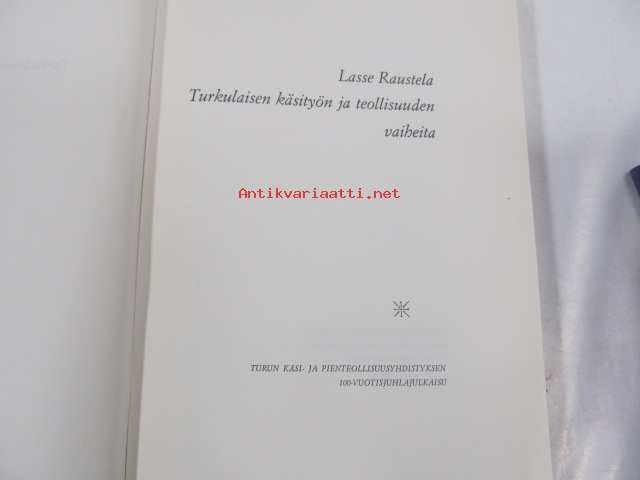 Lasse Raustela
Turkulaisen käsityön ja teollisuuden
vaiheita
Antikvariaatti.net
TURUN KÄSI- JA PIENTEOLLISUUSYHDISTYKSEN
100-VUOTISJUHLAJULKAISU